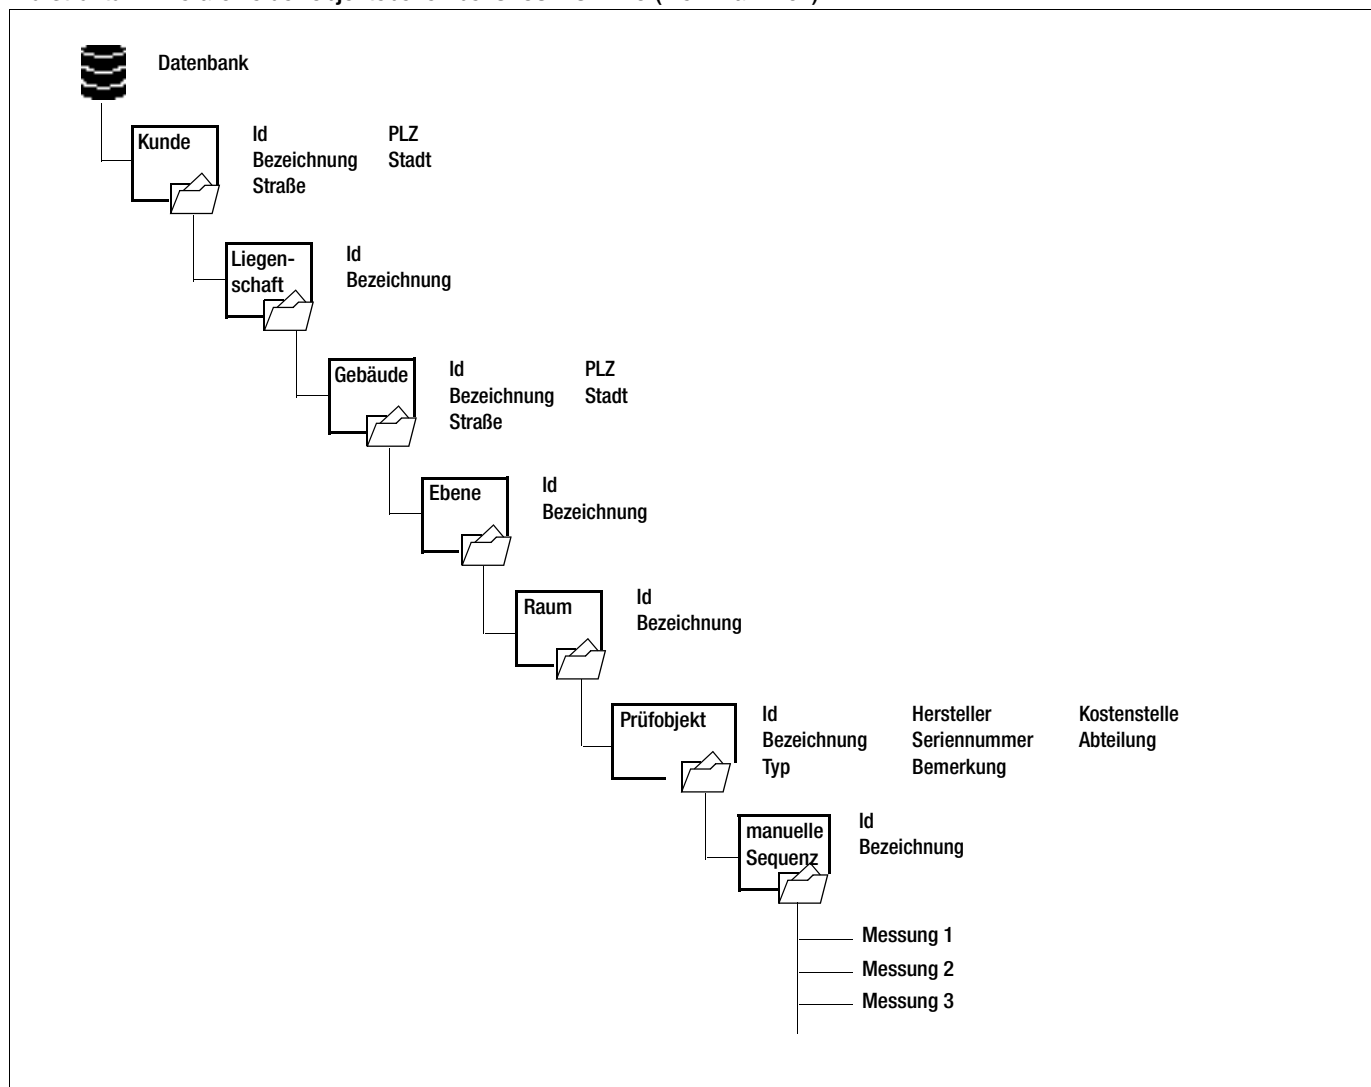 Datenbank
Kunde
Id PLZ
Bezeichnung Stadt
Straße
Liegen-
schaft
Id
Bezeichnung
Gebäude
Id PLZ
Bezeichnung Stadt
Straße
Ebene
Id
Bezeichnung
Raum
Id
Bezeichnung
Prüfobjekt
Id Hersteller Kostenstelle
Bezeichnung Seriennummer Abteilung
Typ Bemerkung
manuelle
Sequenz
Id
Bezeichnung
Messung 1
Messung 2
Messung 3